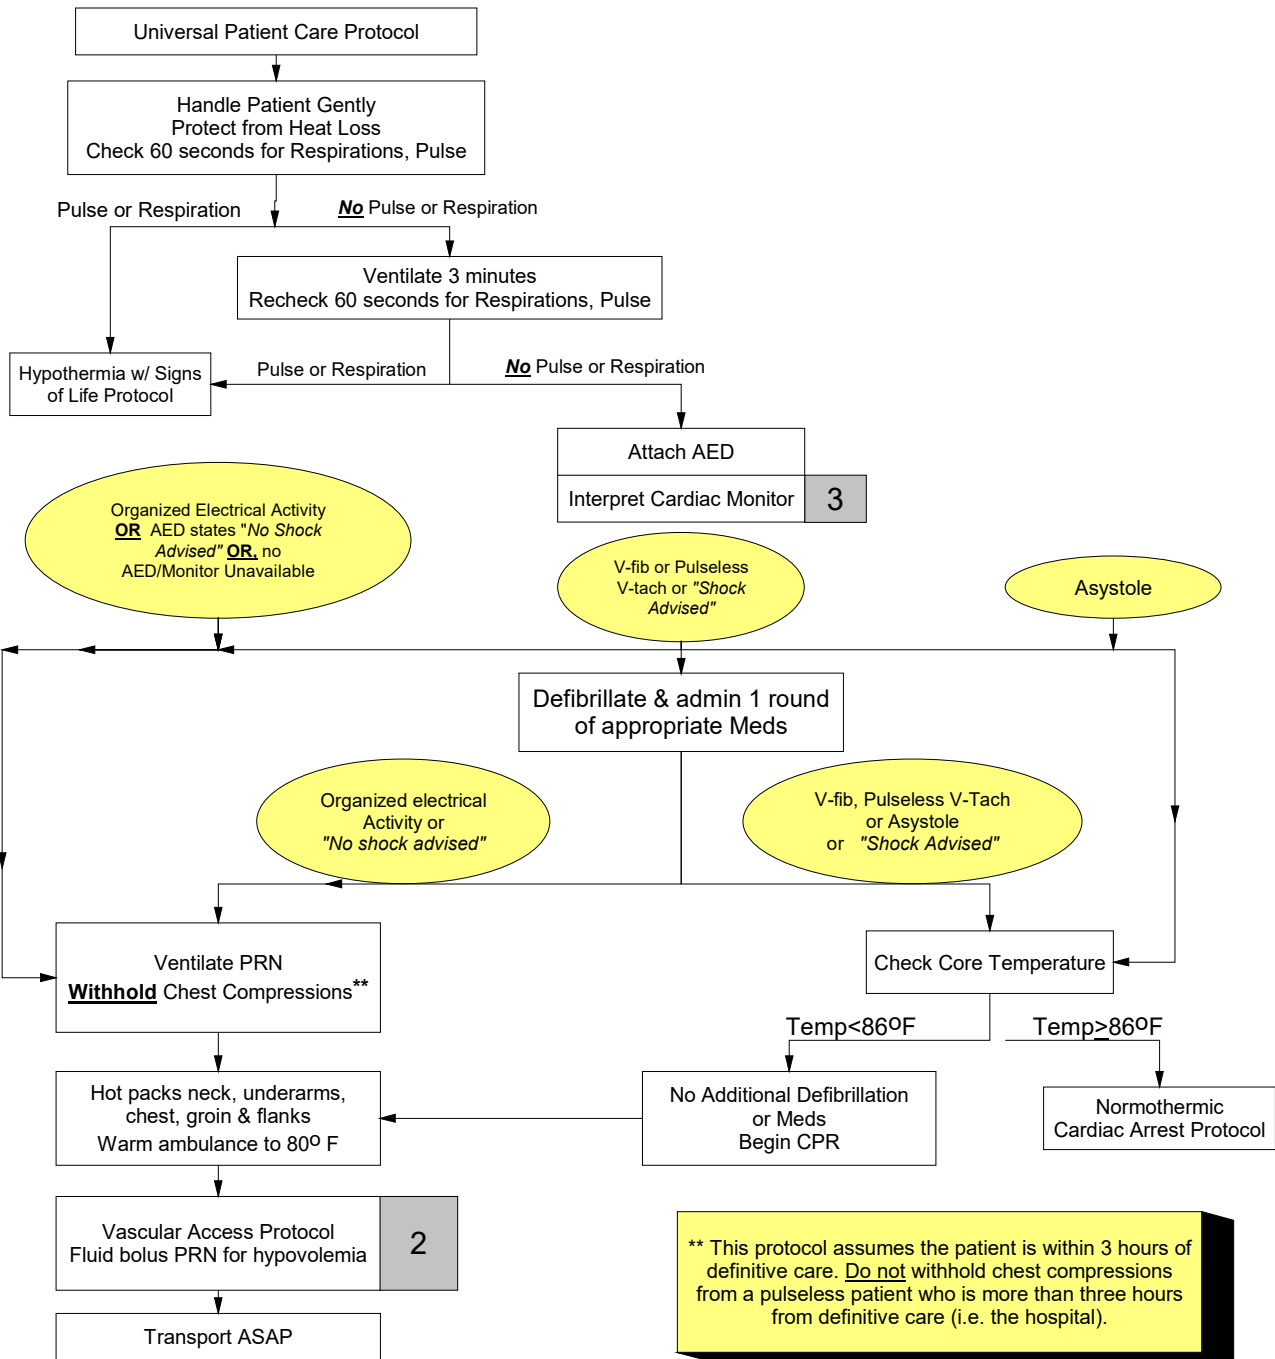 Universal Patient Care Protocol
Handle Patient Gently
Protect from Heat Loss
Check 60 seconds for Respirations, Pulse
Pulse or Respiration
No Pulse or Respiration
Ventilate 3 minutes
Recheck 60 seconds for Respirations, Pulse
Hypothermia w/ Signs
of Life Protocol
Pulse or Respiration
No Pulse or Respiration
Attach AED
Interpret Cardiac Monitor
3
Organized Electrical Activity
OR AED states "No Shock
Advised" OR, no
AED/Monitor Unavailable
V-fib or Pulseless
V-tach or "Shock
Advised"
Asystole
Defibrillate & admin 1 round
of appropriate Meds
Organized electrical
Activity or
"No shock advised"
V-fib, Pulseless V-Tach
or Asystole
or "Shock Advised"
Ventilate PRN
Withhold Chest Compressions**
Check Core Temperature
Temp<86ºF
Temp>86ºF
Hot packs neck, underarms,
chest, groin & flanks
Warm ambulance to 80º F
No Additional Defibrillation
or Meds
Begin CPR
Normothermic
Cardiac Arrest Protocol
Vascular Access Protocol
Fluid bolus PRN for hypovolemia
2
** This protocol assumes the patient is within 3 hours of
definitive care. Do not withhold chest compressions
from a pulseless patient who is more than three hours
from definitive care (i.e. the hospital).
Transport ASAP